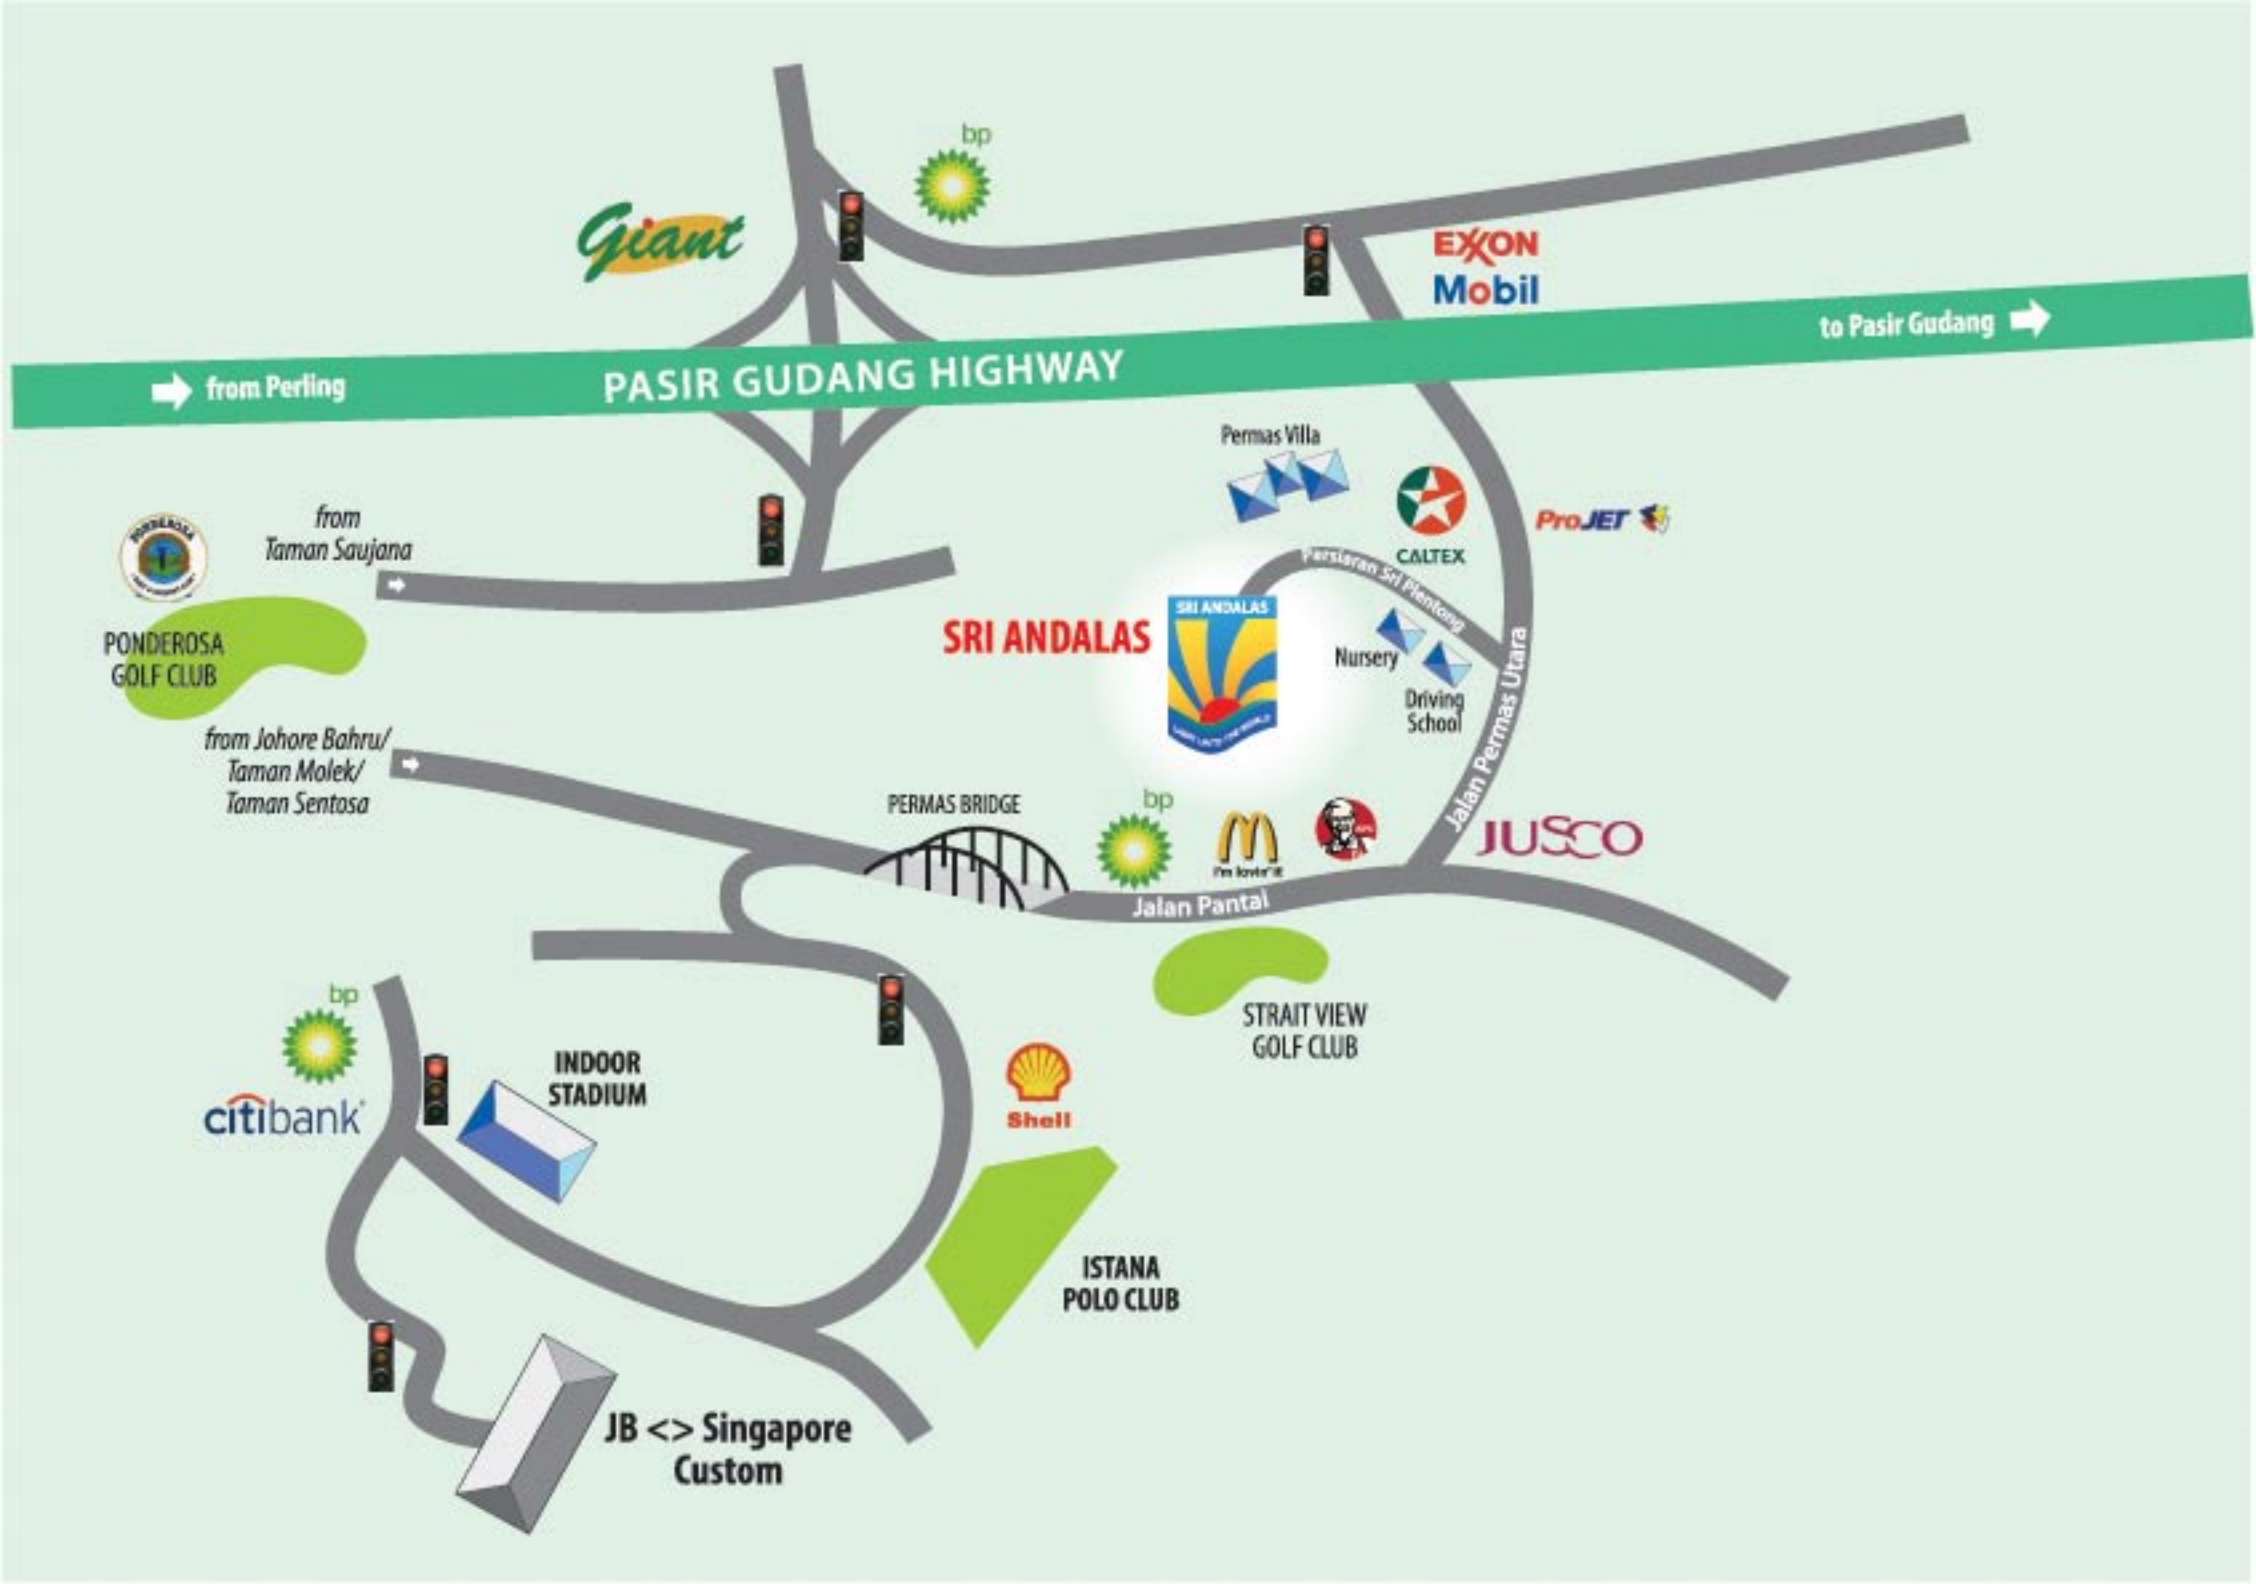 bp
Giant
EXXON
Mobil
to Pasir Gudang
PASIR GUDANG HIGHWAY
from Perling
Permas Villa
CALTEX
ProJET
from
Taman Saujana
PONDEROSA
PONDEROSA
GOLF CLUB
Persiaran Sri Plentong
SRI ANDALAS
SRI ANDALAS
Nursery
Driving
School
Jalan Permas Utara
from Johore Bahru/
Taman Molek/
Taman Sentosa
PERMAS BRIDGE
bp
i'm lovin' it
JUSCO
Jalan Pantai
STRAIT VIEW
GOLF CLUB
bp
citibank
INDOOR
STADIUM
Shell
ISTANA
POLO CLUB
JB <> Singapore
Custom